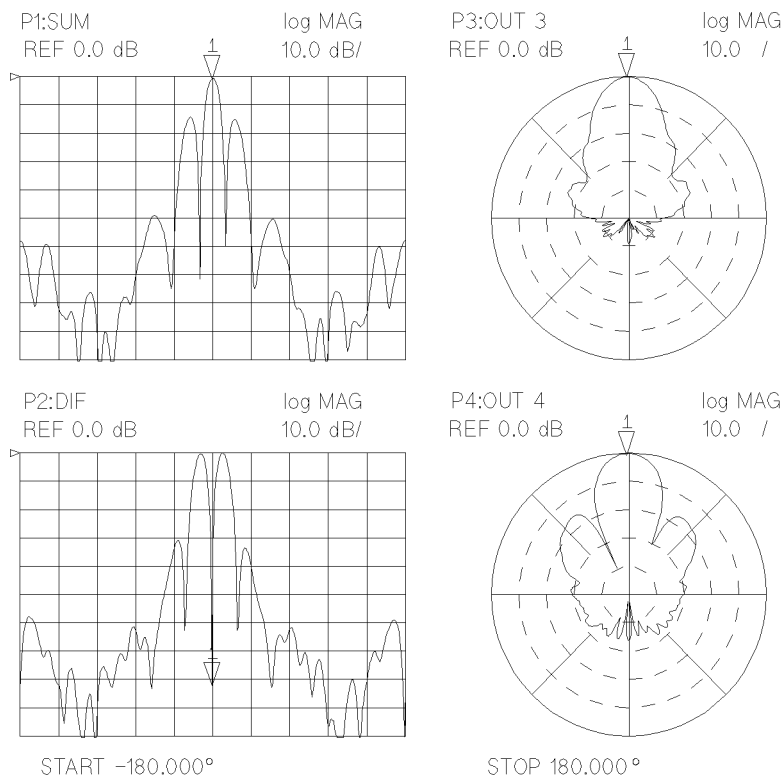 P1:SUM log MAG
REF 0.0 dB 10.0 dB/
1
P3:OUT 3 log MAG
REF 0.0 dB 10.0 /
1
P2:DIF log MAG
REF 0.0 dB 10.0 dB/
1
P4:OUT 4 log MAG
REF 0.0 dB 10.0 /
1
START -180.000°
STOP 180.000°